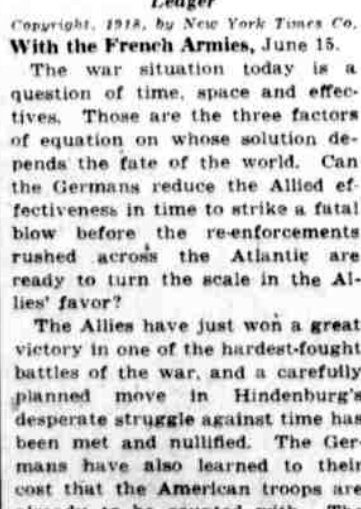 Ledger
Copyright, 1918, by New York Times Co.
With the French Armies, June 15.
The war situation today is a
question of time, space and effec-
tives. Those are the three factors
of equation on whose solution de-
pends the fate of the world. Can
the Germans reduce the Allied ef-
fectiveness in time to strike a fatal
blow before the re-enforcements
rushed across the Atlantic are
ready to turn the scale in the Al-
lies' favor?
The Allies have just won a great
victory in one of the hardest-fought
battles of the war, and a carefully
planned move in Hindenburg's
desperate struggle against time has
been met and nullified. The Ger-
mans have also learned to their
cost that the American troops are
already to be counted with. The